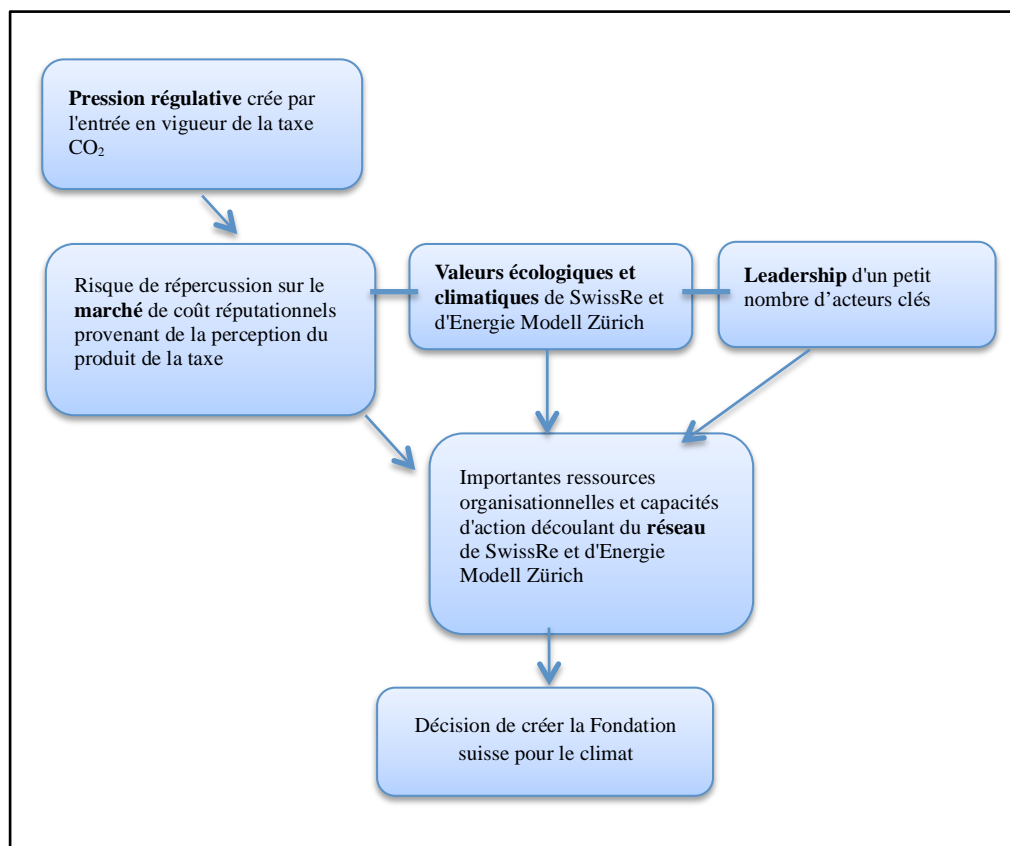 Pression régulative crée par
l'entrée en vigueur de la taxe
CO₂
Risque de répercussion sur le
marché de coût réputationnels
provenant de la perception du
produit de la taxe
Valeurs écologiques et
climatiques de SwissRe et
d'Energie Modell Zürich
Leadership d'un petit
nombre d’acteurs clés
Importantes ressources
organisationnelles et capacités
d'action découlant du réseau
de SwissRe et d'Energie
Modell Zürich
Décision de créer la Fondation
suisse pour le climat